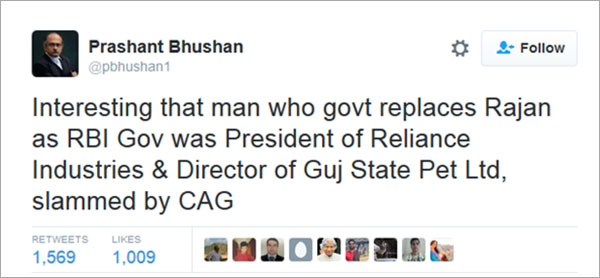 Prashant Bhushan
@pbhushan1
Follow
Interesting that man who govt replaces Rajan
as RBI Gov was President of Reliance
Industries & Director of Guj State Pet Ltd,
slammed by CAG
RETWEETS LIKES
1,569 1,009